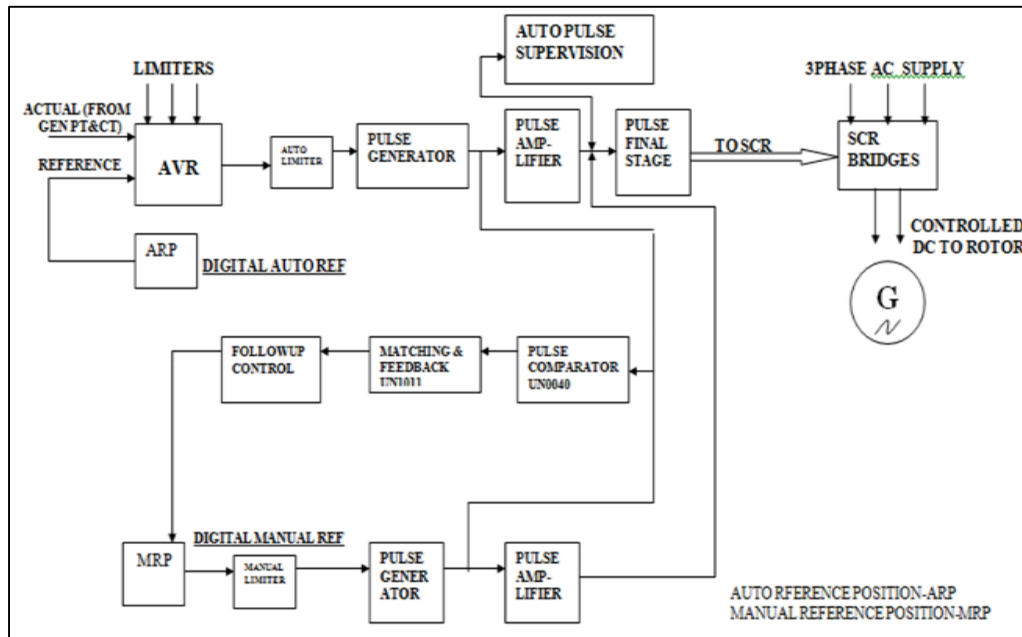 AUTO PULSE
SUPERVISION
LIMITERS
3PHASE AC SUPPLY
ACTUAL (FROM
GEN PT&CT)
REFERENCE
AVR
AUTO
LIMITER
PULSE
GENERATOR
PULSE
AMP-
LIFIER
PULSE
FINAL
STAGE
TO SCR
SCR
BRIDGES
ARP
DIGITAL AUTO REF
CONTROLLED
DC TO ROTOR
G
FOLLOWUP
CONTROL
MATCHING &
FEEDBACK
UN1011
PULSE
COMPARATOR
UN0040
DIGITAL MANUAL REF
MRP
MANUAL
LIMITER
PULSE
GENER
ATOR
PULSE
AMP-
LIFIER
AUTO RFERENCE POSITION-ARP
MANUAL REFERENCE POSITION-MRP